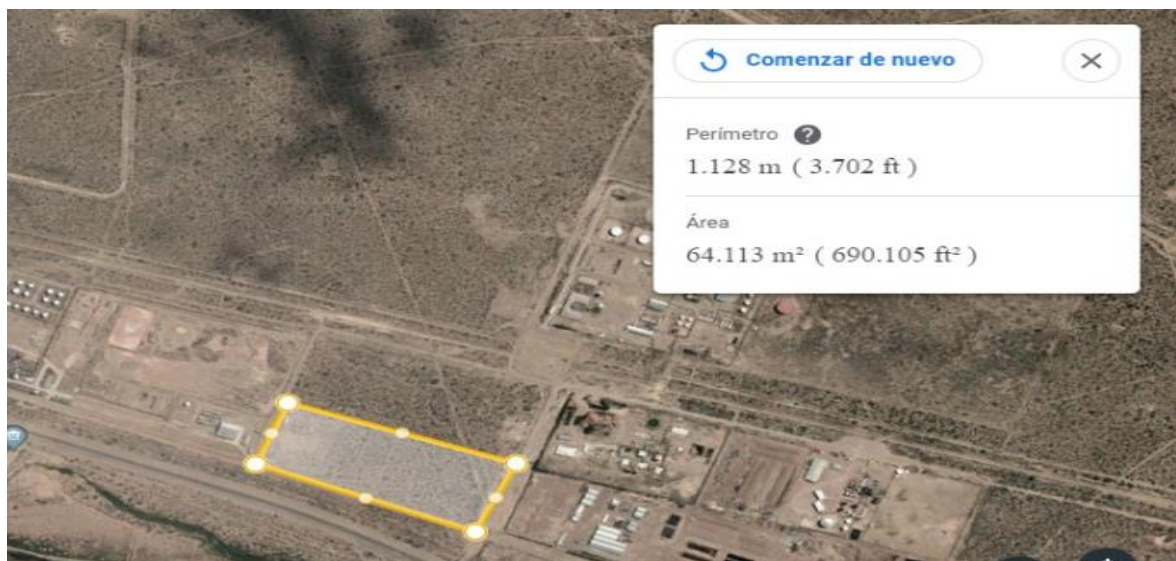 Comenzar de nuevo
Perímetro
1.128 m ( 3.702 ft )
Área
64.113 m² ( 690.105 ft² )